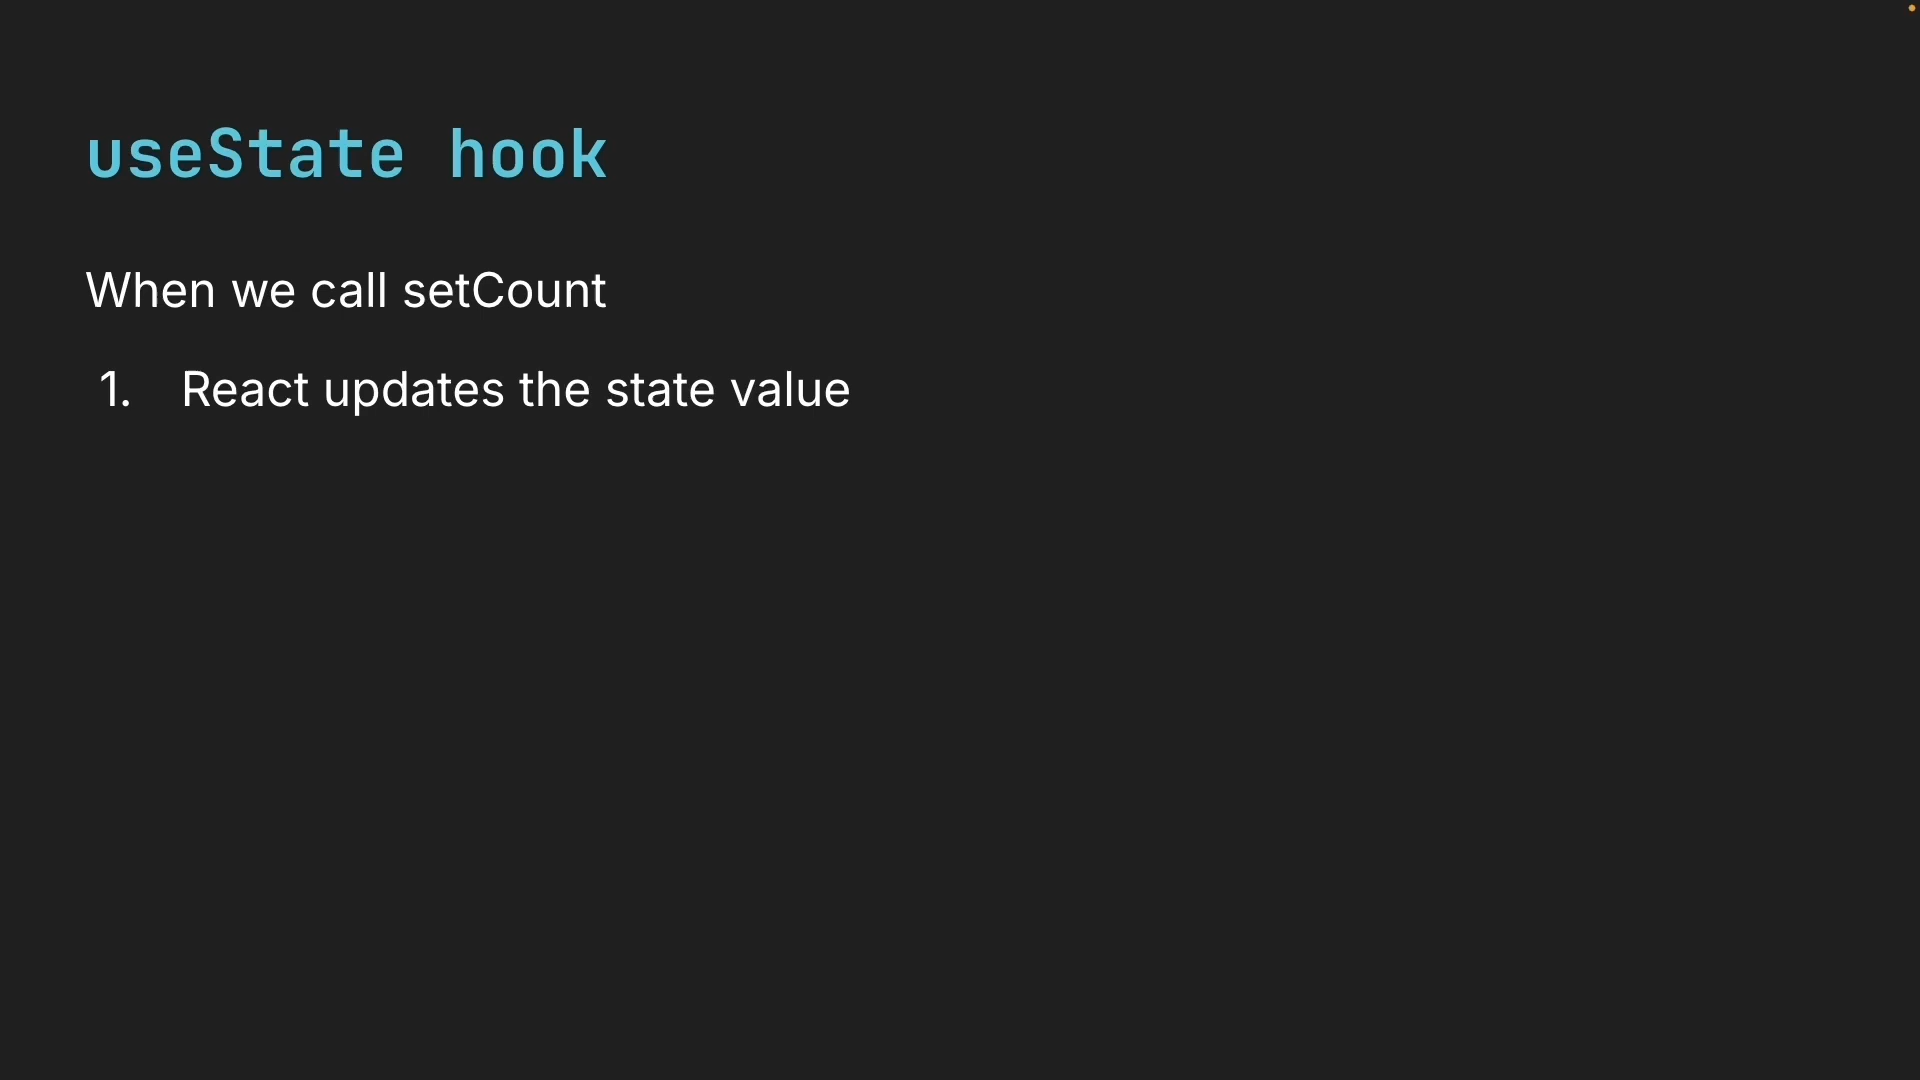 useState hook
When we call setCount
1. React updates the state value